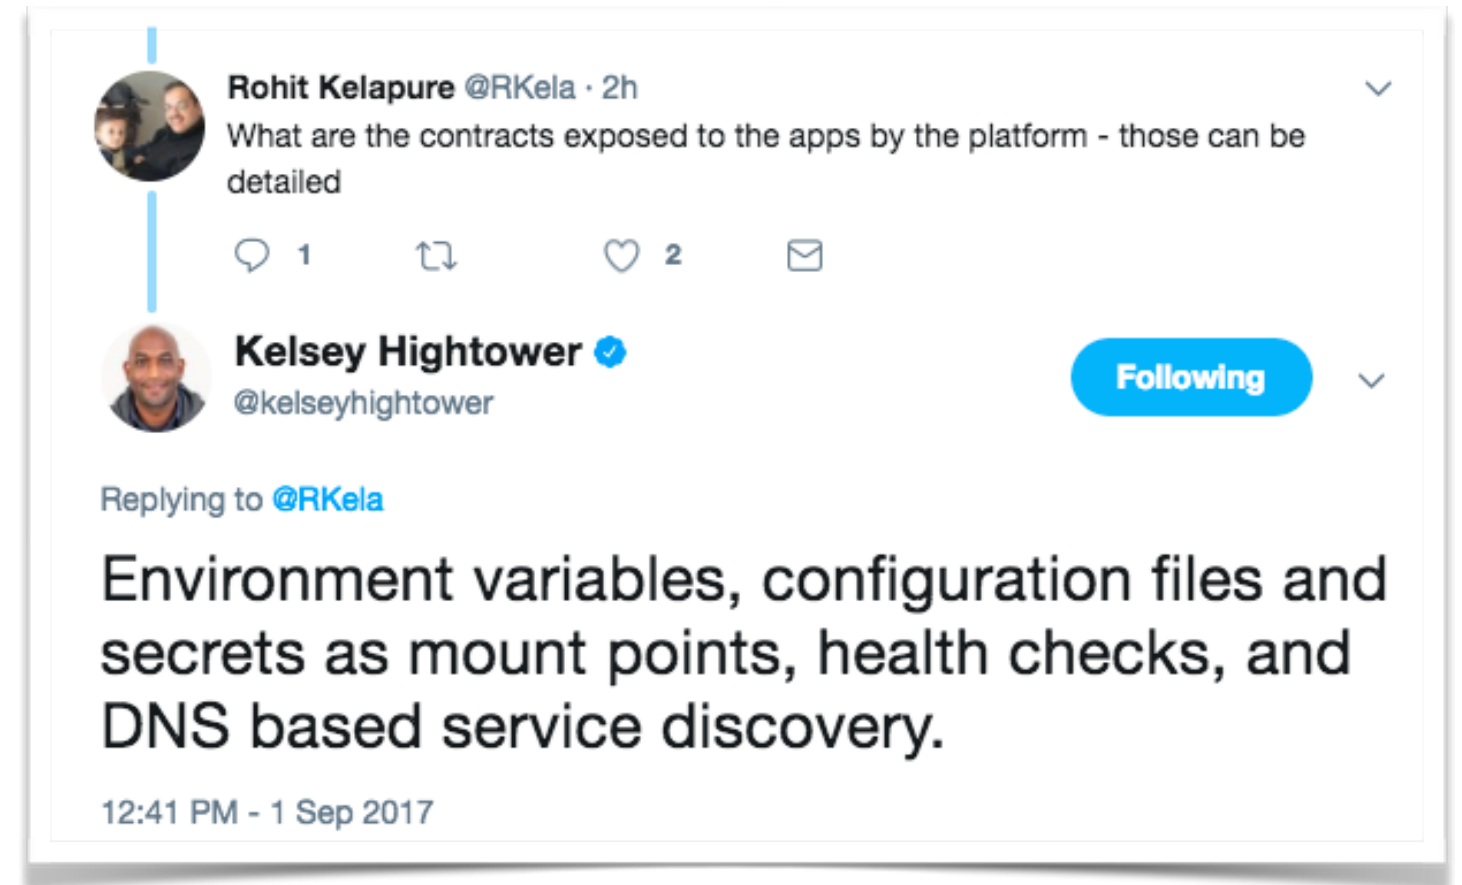 Rohit Kelapure @RKela · 2h
What are the contracts exposed to the apps by the platform - those can be
detailed
1 2
Kelsey Hightower
@kelseyhightower
Following
Replying to @RKela
Environment variables, configuration files and
secrets as mount points, health checks, and
DNS based service discovery.
12:41 PM - 1 Sep 2017